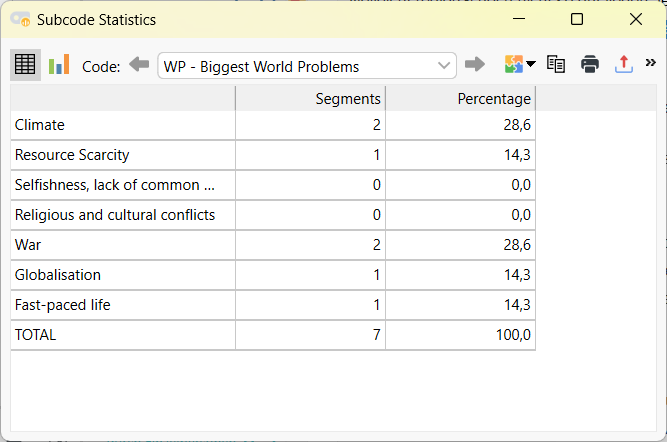 Subcode Statistics
Code: WP - Biggest World Problems
Segments Percentage
Climate 2 28,6
Resource Scarcity 1 14,3
Selfishness, lack of common ... 0 0,0
Religious and cultural conflicts 0 0,0
War 2 28,6
Globalisation 1 14,3
Fast-paced life 1 14,3
TOTAL 7 100,0